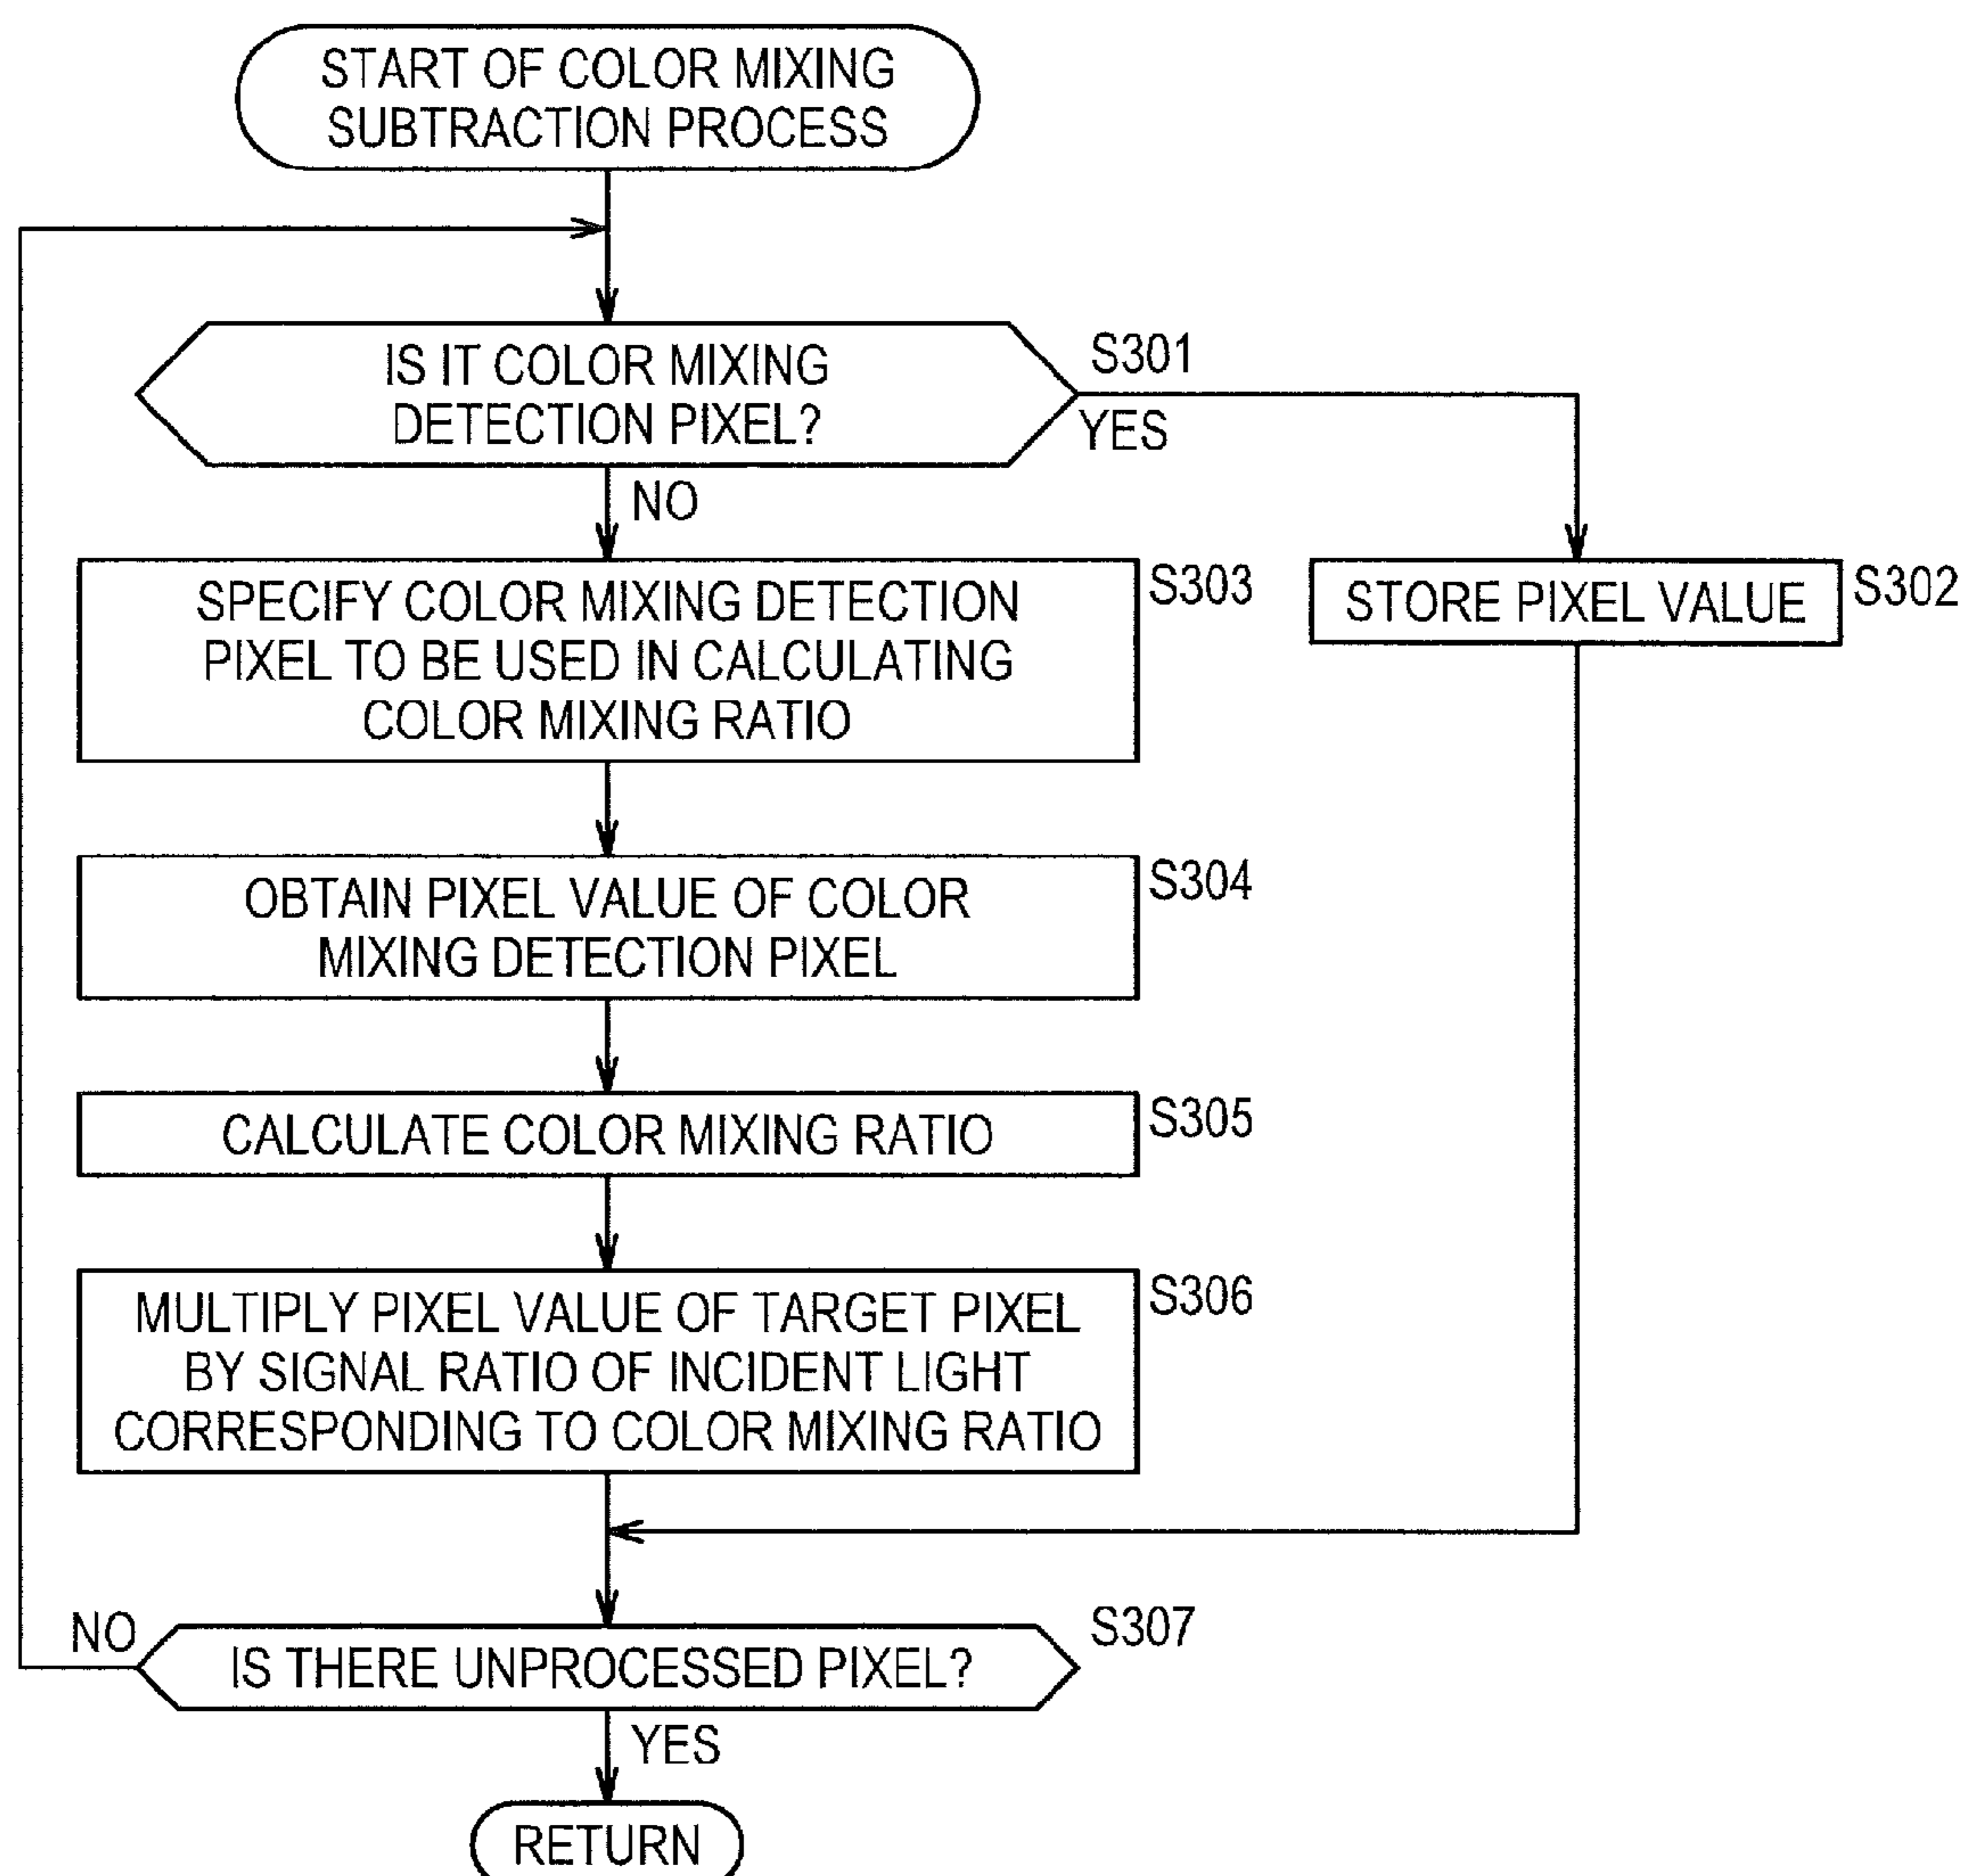 START OF COLOR MIXING
SUBTRACTION PROCESS
IS IT COLOR MIXING
DETECTION PIXEL?
S301
YES
NO
SPECIFY COLOR MIXING DETECTION
PIXEL TO BE USED IN CALCULATING
COLOR MIXING RATIO
S303
STORE PIXEL VALUE
S302
OBTAIN PIXEL VALUE OF COLOR
MIXING DETECTION PIXEL
S304
CALCULATE COLOR MIXING RATIO
S305
MULTIPLY PIXEL VALUE OF TARGET PIXEL
BY SIGNAL RATIO OF INCIDENT LIGHT
CORRESPONDING TO COLOR MIXING RATIO
S306
NO
IS THERE UNPROCESSED PIXEL?
S307
YES
RETURN